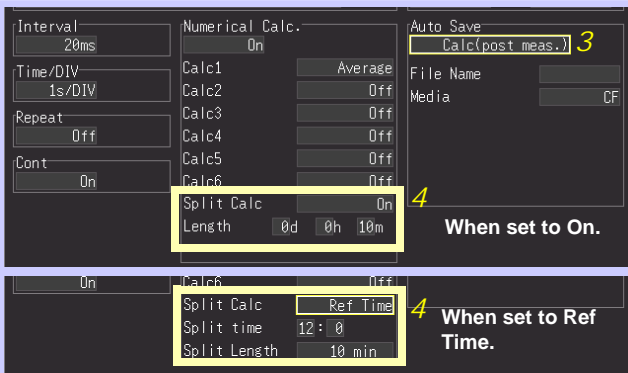 Interval
20ms
Time/DIV
1s/DIV
Repeat
Off
Cont
On
Numerical Calc.
On
Calc1 Average
Calc2 Off
Calc3 Off
Calc4 Off
Calc5 Off
Calc6 Off
Split Calc On
Length 0d 0h 10m
Auto Save
Calc(post meas.) 3
File Name
Media CF
4
When set to On.
On
Calc6 Off
Split Calc Ref Time
Split time 12: 0
Split Length 10 min
4
When set to Ref
Time.